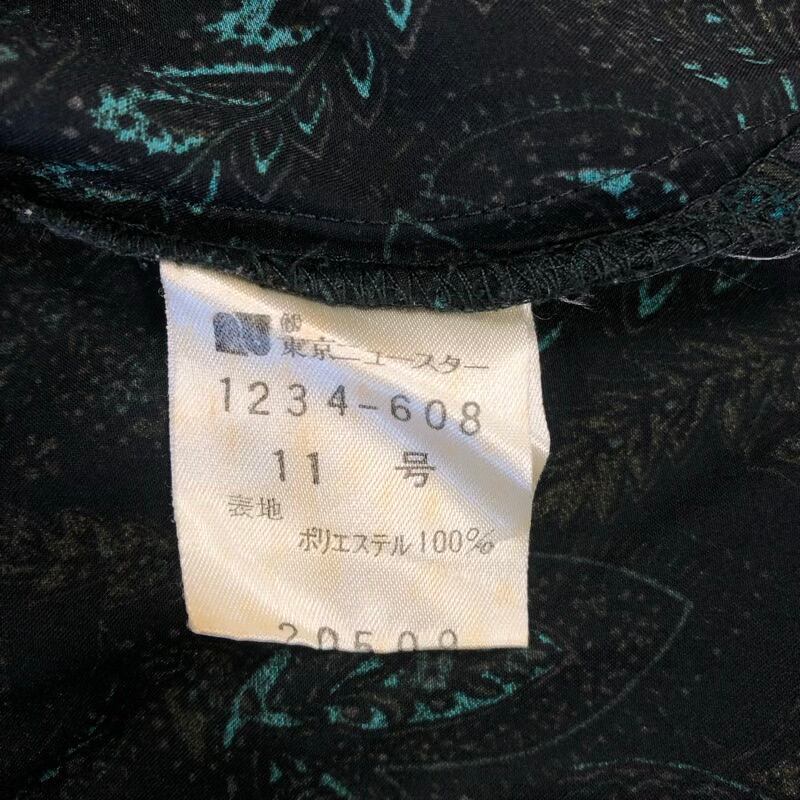 ㈱
東京ニュースター
1234-608
11 号
表地
ポリエステル100%